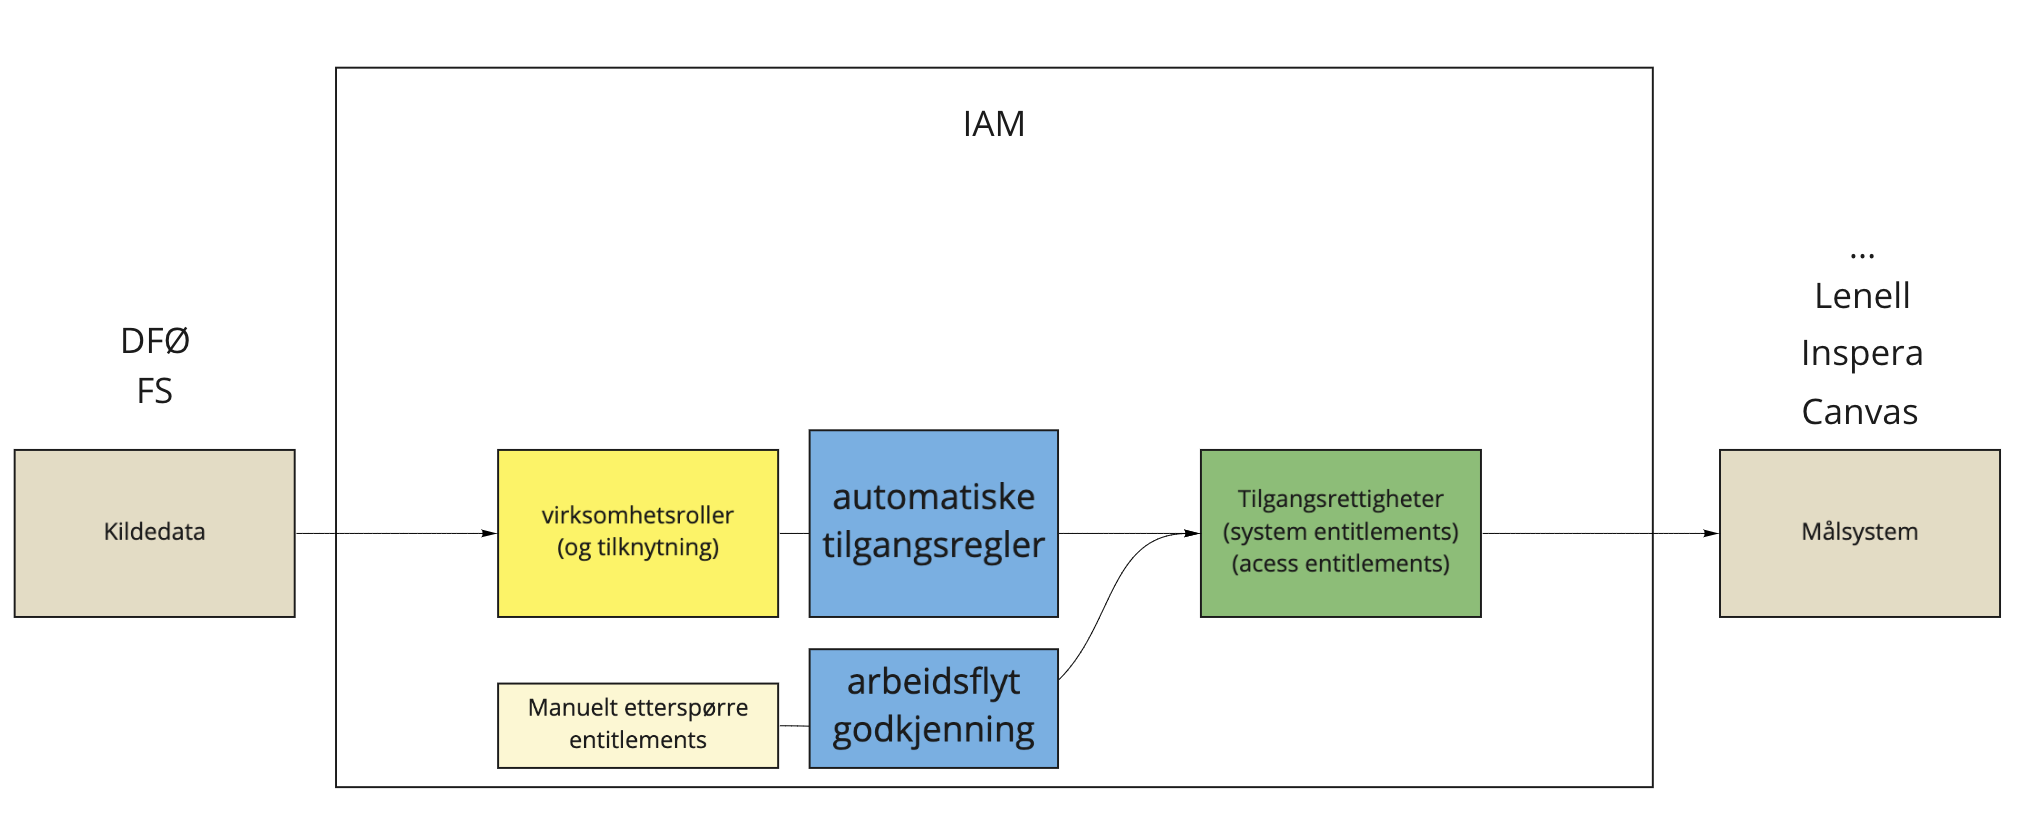 IAM
DFØ
FS
Kildedata
virksomhetsroller
(og tilknytning)
automatiske
tilgangsregler
Manuelt etterspørre
entitlements
arbeidsflyt
godkjenning
Tilgangsrettigheter
(system entitlements)
(acess entitlements)
...
Lenell
Inspera
Canvas
Målsystem